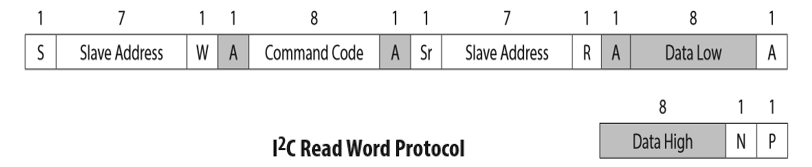 1 7 1 1 8 1 1 7 1 1 8 1
S Slave Address W A Command Code A Sr Slave Address R A Data Low A
8 1 1
Data High N P
I²C Read Word Protocol